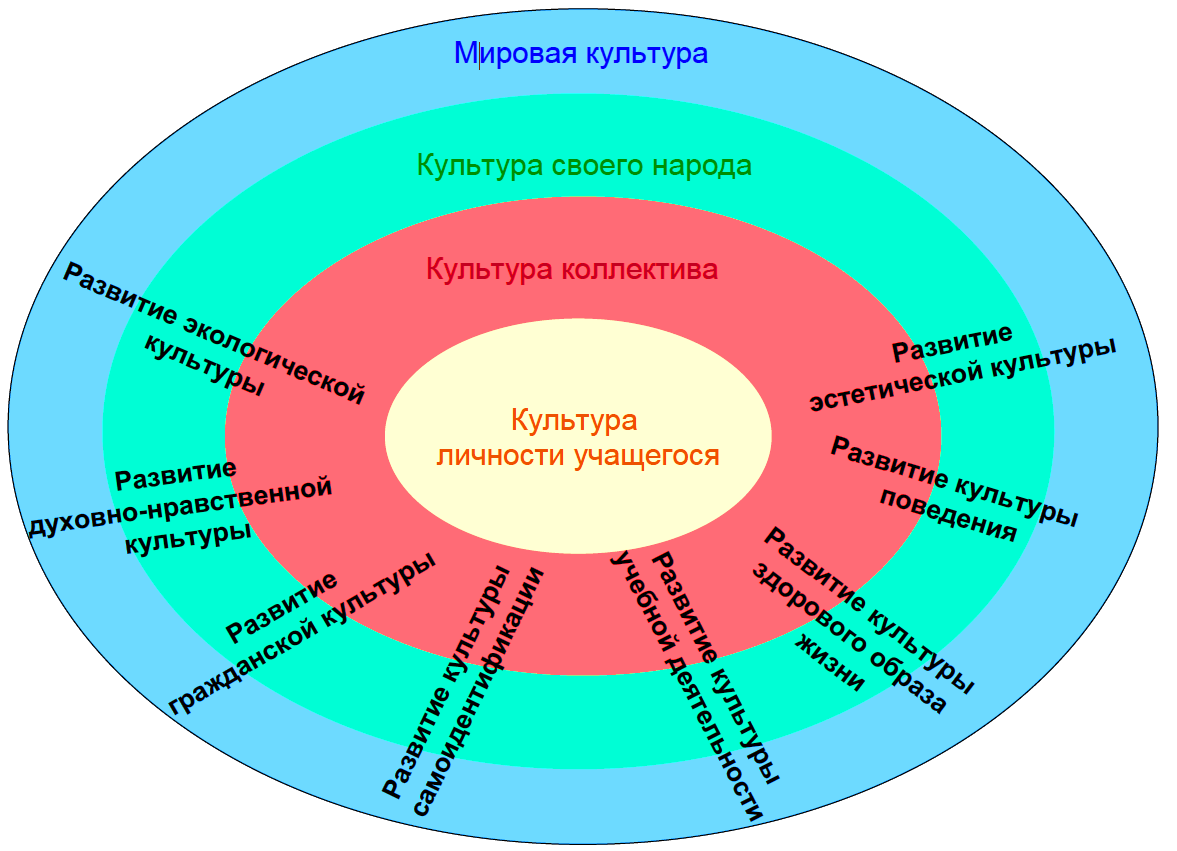 Мировая культура
Культура своего народа
Культура коллектива
Культура
личности учащегося
Развитие экологической
культуры
Развитие
духовно-нравственной
культуры
Развитие
гражданской культуры
Развитие культуры
самоидентификации
Развитие культуры
учебной деятельности
Развитие культуры
здорового образа
жизни
Развитие культуры
поведения
Развитие
эстетической культуры